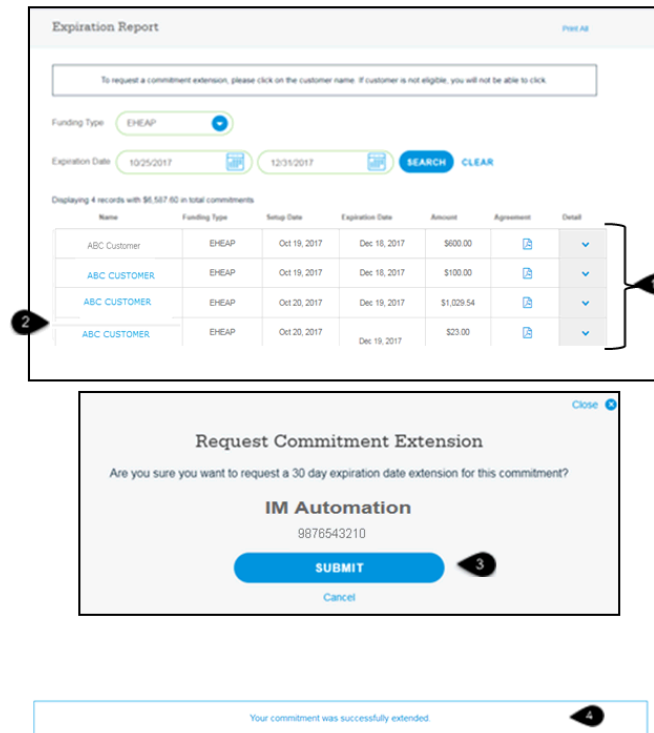 Expiration Report
Print All
To request a commitment extension, please click on the customer name. If customer is not eligible, you will not be able to click.
Funding Type EHEAP
Expiration Date 10/25/2017 12/31/2017 SEARCH CLEAR
Displaying 4 records with $6,587.60 in total commitments
Name Funding Type Setup Date Expiration Date Amount Agreement Detail
ABC Customer EHEAP Oct 19, 2017 Dec 18, 2017 $600.00
ABC CUSTOMER EHEAP Oct 19, 2017 Dec 18, 2017 $100.00
1
ABC CUSTOMER EHEAP Oct 20, 2017 Dec 19, 2017 $1,029.54
2
ABC CUSTOMER EHEAP Oct 20, 2017 Dec 19, 2017 $23.00
Close
Request Commitment Extension
Are you sure you want to request a 30 day expiration date extension for this commitment?
IM Automation
9876543210
SUBMIT
3
Cancel
Your commitment was successfully extended.
4